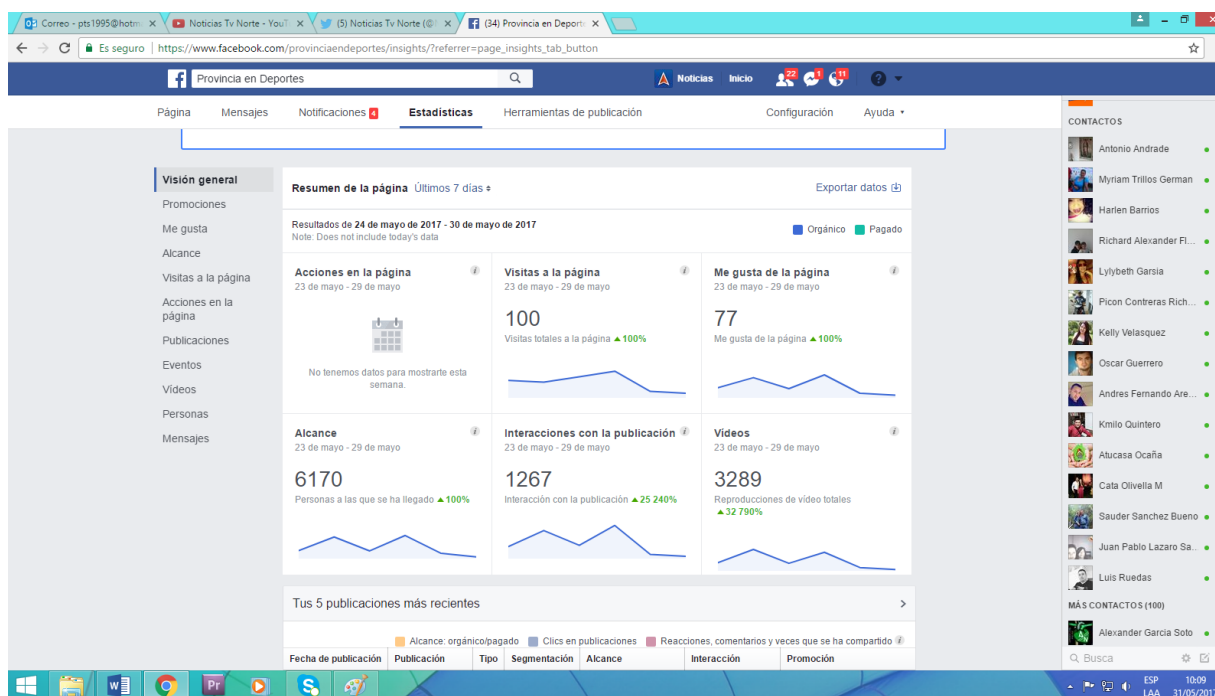 Correo - pts1995@hotm
Noticias Tv Norte - You
(5) Noticias Tv Norte (@
(34) Provincia en Deport
Es seguro
https://www.facebook.com/provinciaendeportes/insights/?referrer=page_insights_tab_button
Provincia en Deportes
Noticias
Inicio
22
1
11
Página
Mensajes
Notificaciones 4
Estadísticas
Herramientas de publicación
Configuración
Ayuda
Visión general
Promociones
Me gusta
Alcance
Visitas a la página
Acciones en la
página
Publicaciones
Eventos
Vídeos
Personas
Mensajes
Resumen de la página Últimos 7 días
Exportar datos
Resultados de 24 de mayo de 2017 - 30 de mayo de 2017
Note: Does not include today's data
Orgánico
Pagado
Acciones en la página
23 de mayo - 29 de mayo
No tenemos datos para mostrarte esta
semana.
Visitas a la página
23 de mayo - 29 de mayo
100
Visitas totales a la página ▲100%
Me gusta de la página
23 de mayo - 29 de mayo
77
Me gusta de la página ▲100%
Alcance
23 de mayo - 29 de mayo
6170
Personas a las que se ha llegado ▲100%
Interacciones con la publicación
23 de mayo - 29 de mayo
1267
Interacción con la publicación ▲25 240%
Videos
23 de mayo - 29 de mayo
3289
Reproducciones de vídeo totales
▲32 790%
Tus 5 publicaciones más recientes
Alcance: orgánico/pagado
Clics en publicaciones
Reacciones, comentarios y veces que se ha compartido
Fecha de publicación
Publicación
Tipo
Segmentación
Alcance
Interacción
Promoción
CONTACTOS
Antonio Andrade
Myriam Trillos German
Harlen Barrios
Richard Alexander Fl...
Lylybeth Garsia
Picon Contreras Rich...
Kelly Velasquez
Oscar Guerrero
Andres Fernando Are...
Kmilo Quintero
Atucasa Ocaña
Cata Olivella M
Sauder Sanchez Bueno
Juan Pablo Lazaro Sa...
Luis Ruedas
MÁS CONTACTOS (100)
Alexander Garcia Soto
Busca
ESP
LAA
10:09